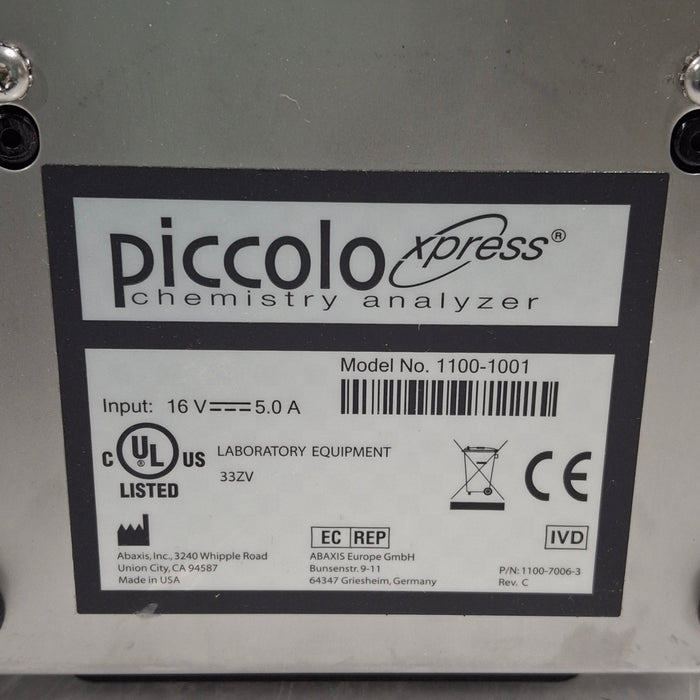 piccolo xpress®
chemistry analyzer
Model No. 1100-1001
Input: 16 V⎓5.0 A
C UL® US LISTED
LABORATORY EQUIPMENT
33ZV
CE
EC REP
IVD
Abaxis, Inc., 3240 Whipple Road
Union City, CA 94587
Made in USA
ABAXIS Europe GmbH
Bunsenstr. 9-11
64347 Griesheim, Germany
P/N: 1100-7006-3
Rev. C